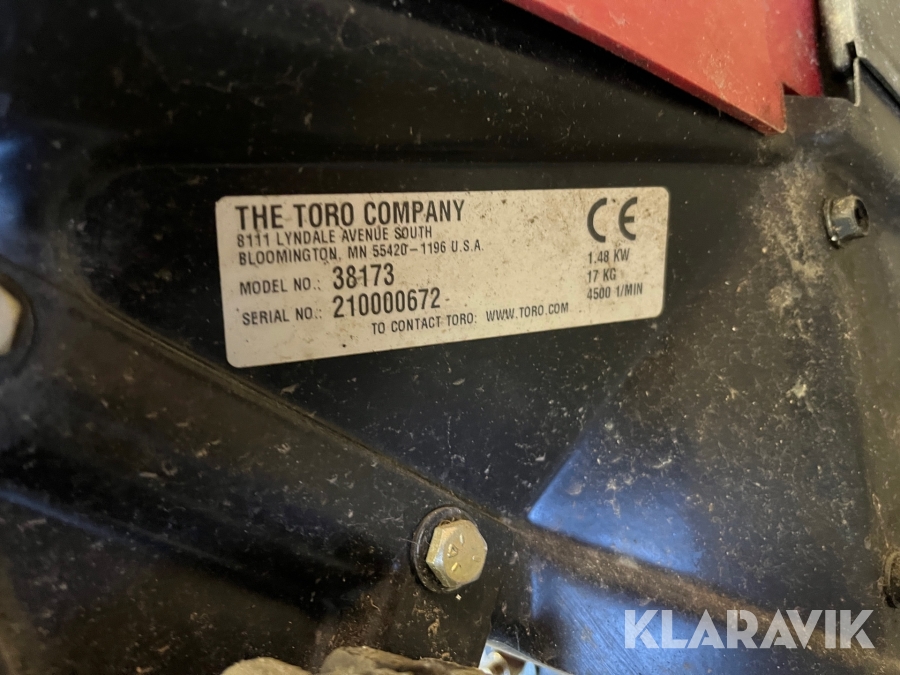 THE TORO COMPANY
8111 LYNDALE AVENUE SOUTH
BLOOMINGTON, MN 55420-1196 U.S.A.
MODEL NO.: 38173
SERIAL NO.: 210000672
TO CONTACT TORO: WWW.TORO.COM
CE
1.48 KW
17 KG
4500 1/MIN
KLARAVIK